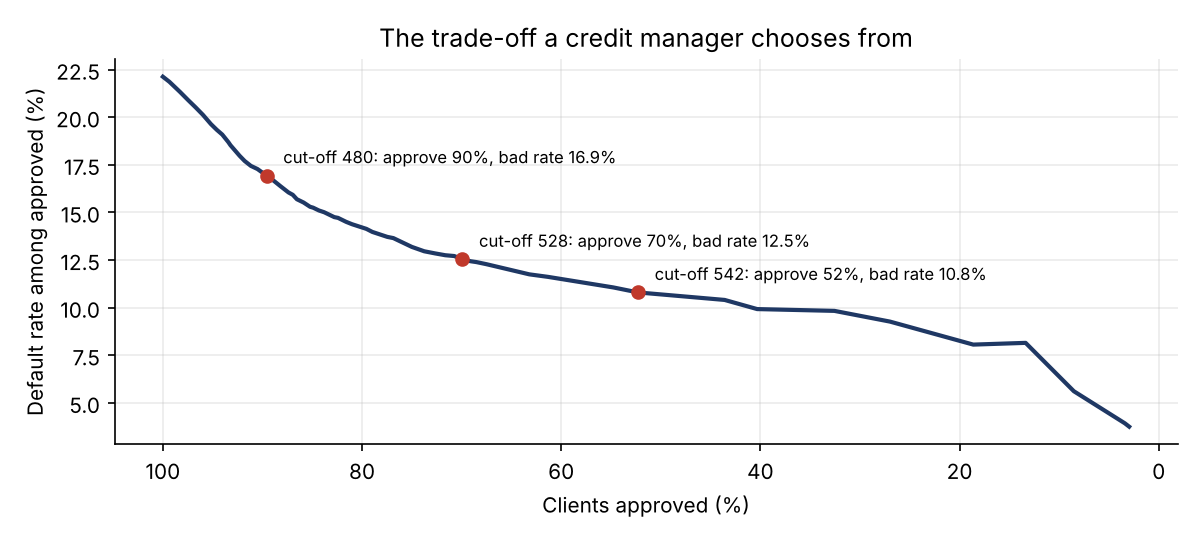 The trade-off a credit manager chooses from
Default rate among approved (%)
22.5
20.0
17.5
15.0
12.5
10.0
7.5
5.0
cut-off 480: approve 90%, bad rate 16.9%
cut-off 528: approve 70%, bad rate 12.5%
cut-off 542: approve 52%, bad rate 10.8%
100 80 60 40 20 0
Clients approved (%)